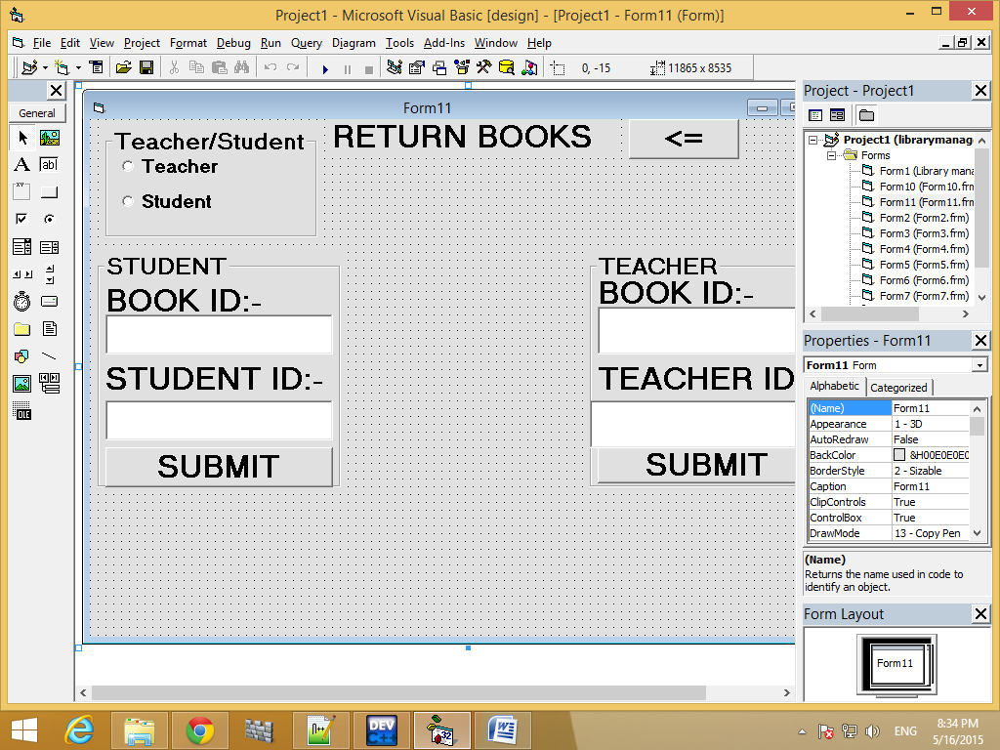 Project1 - Microsoft Visual Basic [design] - [Project1 - Form11 (Form)]
File Edit View Project Format Debug Run Query Diagram Tools Add-Ins Window Help
0, -15 11865 x 8535
General
A ab|
xy
OLE
Form11
Teacher/Student
Teacher
Student
RETURN BOOKS
<=
STUDENT
BOOK ID:-
STUDENT ID:-
SUBMIT
TEACHER
BOOK ID:-
TEACHER ID
SUBMIT
Project - Project1
Project1 (librarymanag
Forms
Form1 (Library mana
Form10 (Form10.frm
Form11 (Form11.frm
Form2 (Form2.frm)
Form3 (Form3.frm)
Form4 (Form4.frm)
Form5 (Form5.frm)
Form6 (Form6.frm)
Form7 (Form7.frm)
Properties - Form11
Form11 Form
Alphabetic Categorized
(Name) Form11
Appearance 1 - 3D
AutoRedraw False
BackColor &H00E0E0E0
BorderStyle 2 - Sizable
Caption Form11
ClipControls True
ControlBox True
DrawMode 13 - Copy Pen
(Name)
Returns the name used in code to
identify an object.
Form Layout
Form11
n++ DEV C++ 32 W ENG 8:34 PM
5/16/2015